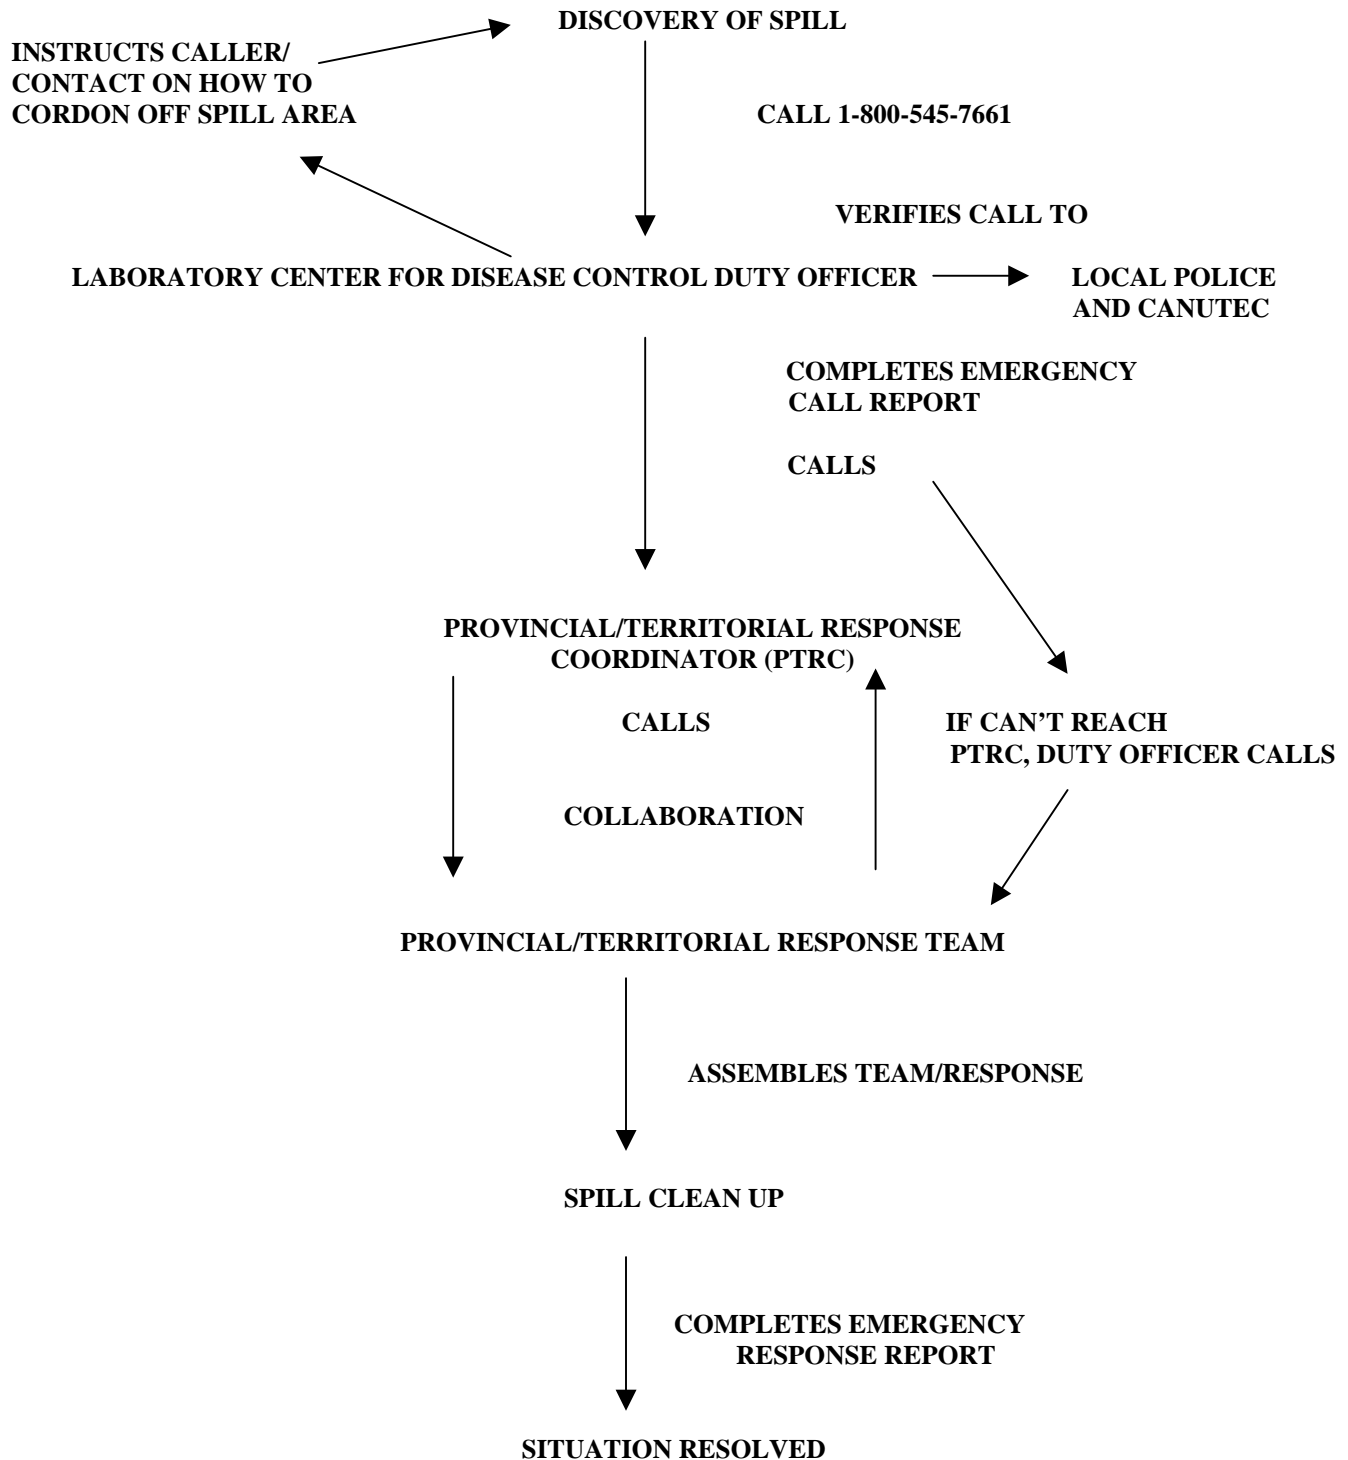 DISCOVERY OF SPILL
INSTRUCTS CALLER/
CONTACT ON HOW TO
CORDON OFF SPILL AREA
CALL 1-800-545-7661
VERIFIES CALL TO
LABORATORY CENTER FOR DISEASE CONTROL DUTY OFFICER
LOCAL POLICE
AND CANUTEC
COMPLETES EMERGENCY
CALL REPORT
CALLS
PROVINCIAL/TERRITORIAL RESPONSE
COORDINATOR (PTRC)
CALLS
IF CAN'T REACH
PTRC, DUTY OFFICER CALLS
COLLABORATION
PROVINCIAL/TERRITORIAL RESPONSE TEAM
ASSEMBLES TEAM/RESPONSE
SPILL CLEAN UP
COMPLETES EMERGENCY
RESPONSE REPORT
SITUATION RESOLVED